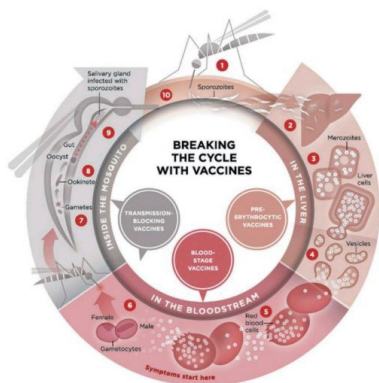 1
10
Sporozoites
Salivary gland
infected with
sporozoites
9
Gut
Oocyst
8
Ookinete
Gametes
7
INSIDE THE MOSQUITO
BREAKING
THE CYCLE
WITH VACCINES
TRANSMISSION-
BLOCKING
VACCINES
PRE-
ERYTHROCYTIC
VACCINES
BLOOD-
STAGE
VACCINES
IN THE LIVER
2
Merozoites
3
Liver
cells
Vesicles
4
IN THE BLOODSTREAM
5
Red
blood
cells
6
Female
Male
Gametocytes
Symptoms start here